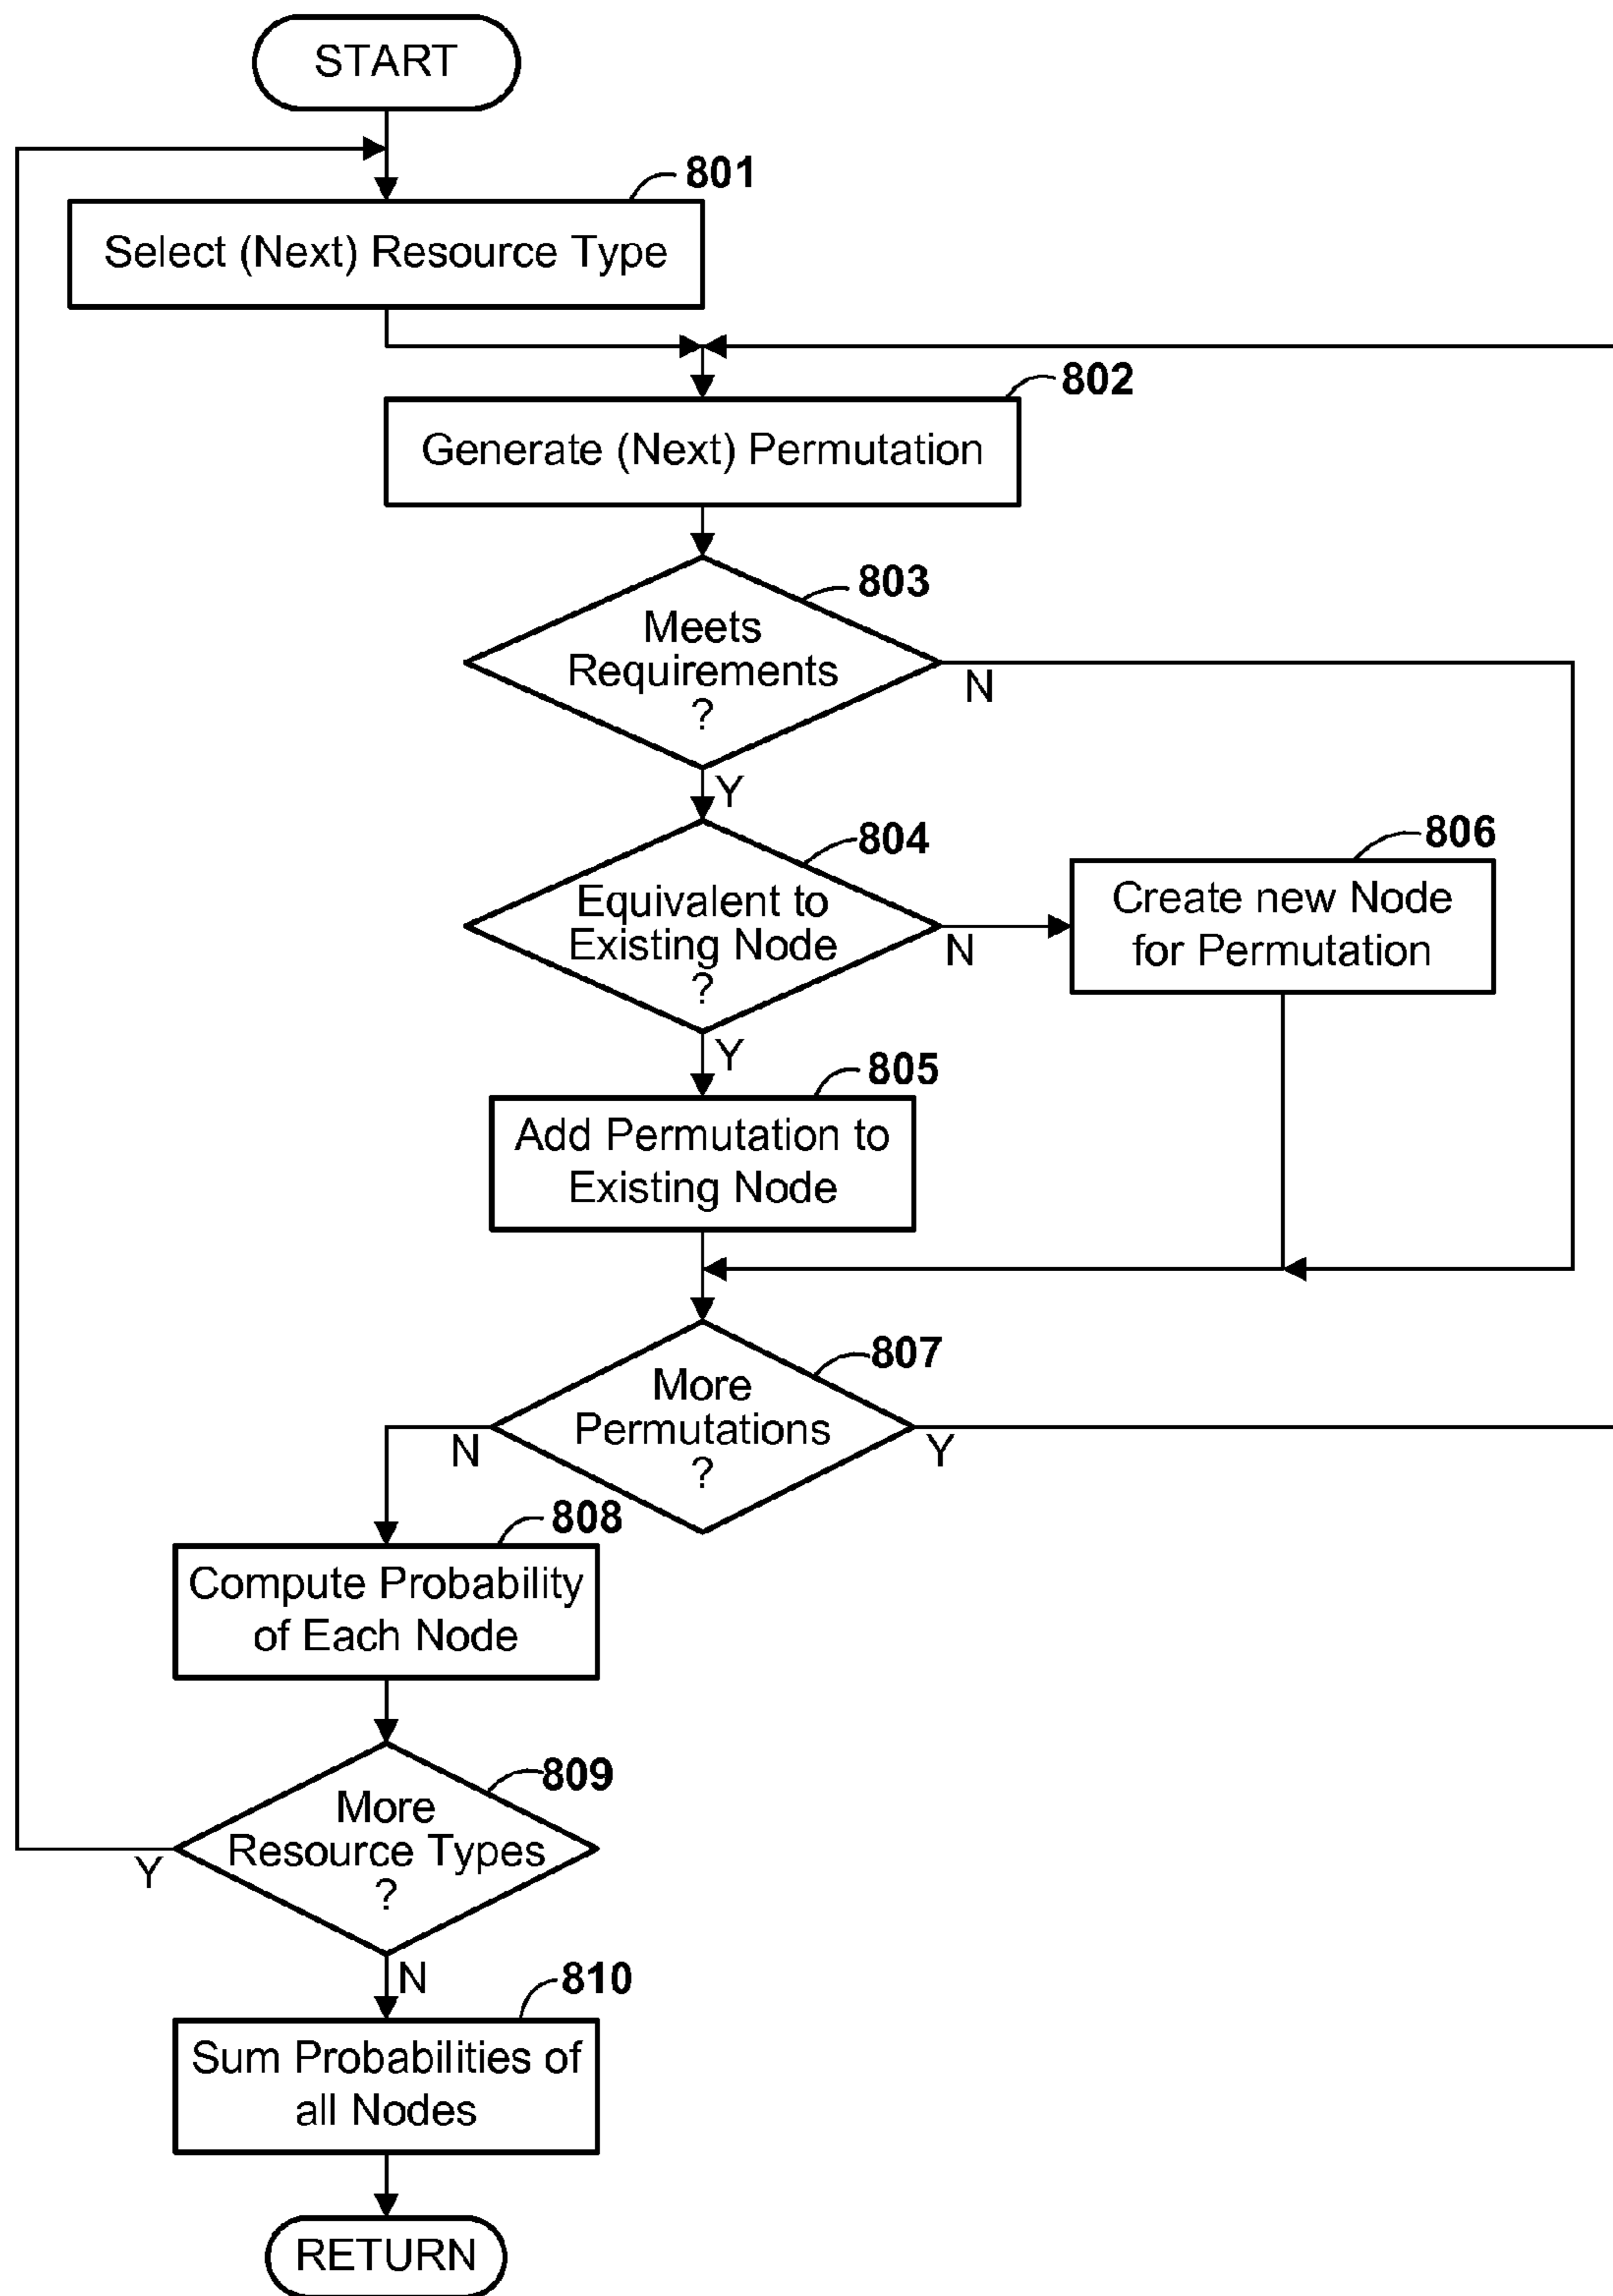 START
801
Select (Next) Resource Type
802
Generate (Next) Permutation
803
Meets
Requirements
?
N
Y
804
Equivalent to
Existing Node
?
N
Y
806
Create new Node
for Permutation
805
Add Permutation to
Existing Node
807
More
Permutations
?
N
Y
808
Compute Probability
of Each Node
809
More
Resource Types
?
Y
N
810
Sum Probabilities of
all Nodes
RETURN